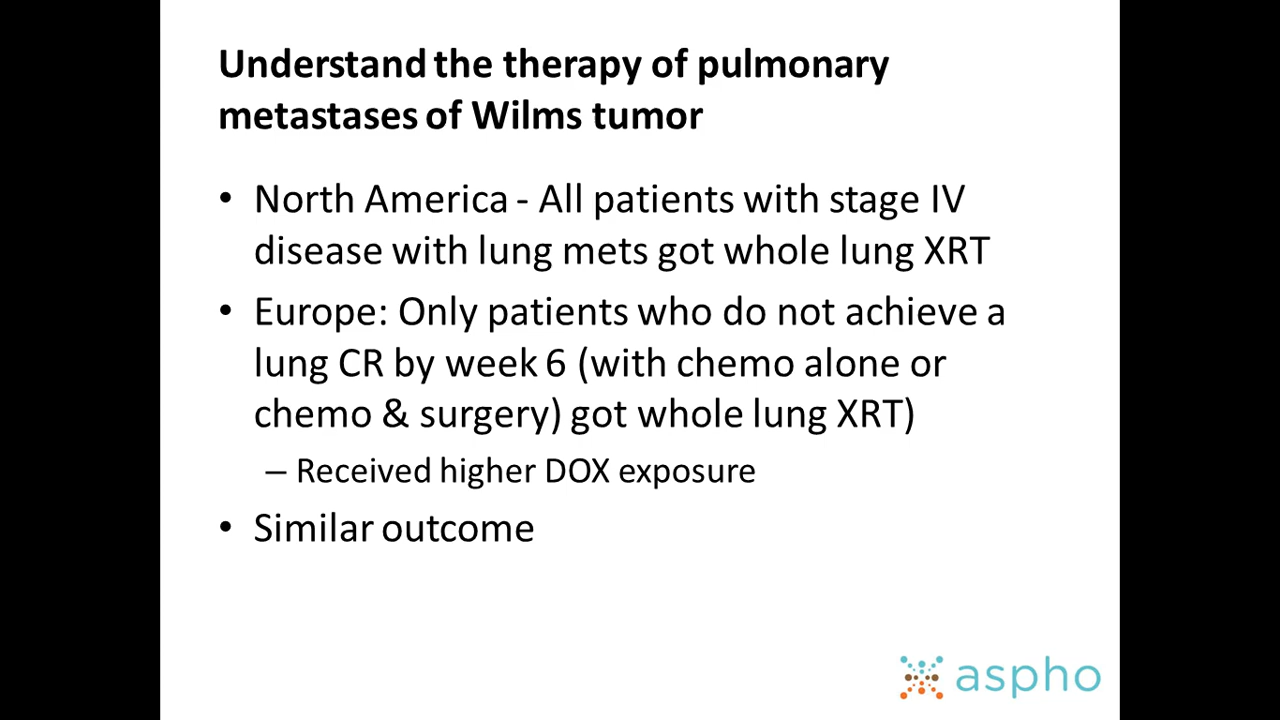 Understand the therapy of pulmonary
metastases of Wilms tumor
• North America - All patients with stage IV
disease with lung mets got whole lung XRT
• Europe: Only patients who do not achieve a
lung CR by week 6 (with chemo alone or
chemo & surgery) got whole lung XRT)
– Received higher DOX exposure
• Similar outcome
aspho